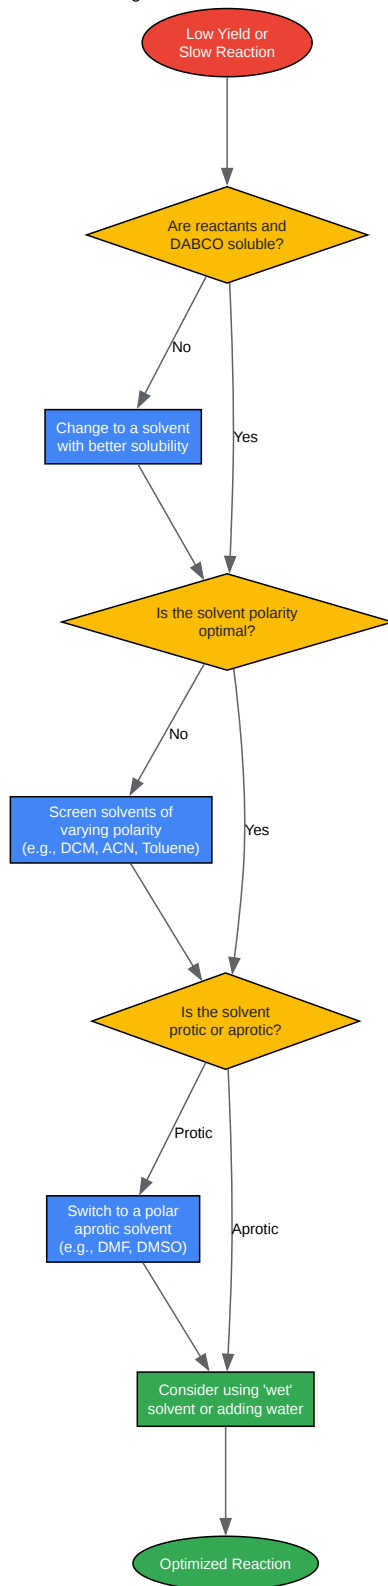 Low Yield or
Slow Reaction
Are reactants and
DABCO soluble?
No
Yes
Change to a solvent
with better solubility
Is the solvent polarity
optimal?
No
Yes
Screen solvents of
varying polarity
(e.g., DCM, ACN, Toluene)
Is the solvent
protic or aprotic?
Protic
Aprotic
Switch to a polar
aprotic solvent
(e.g., DMF, DMSO)
Consider using 'wet'
solvent or adding water
Optimized Reaction